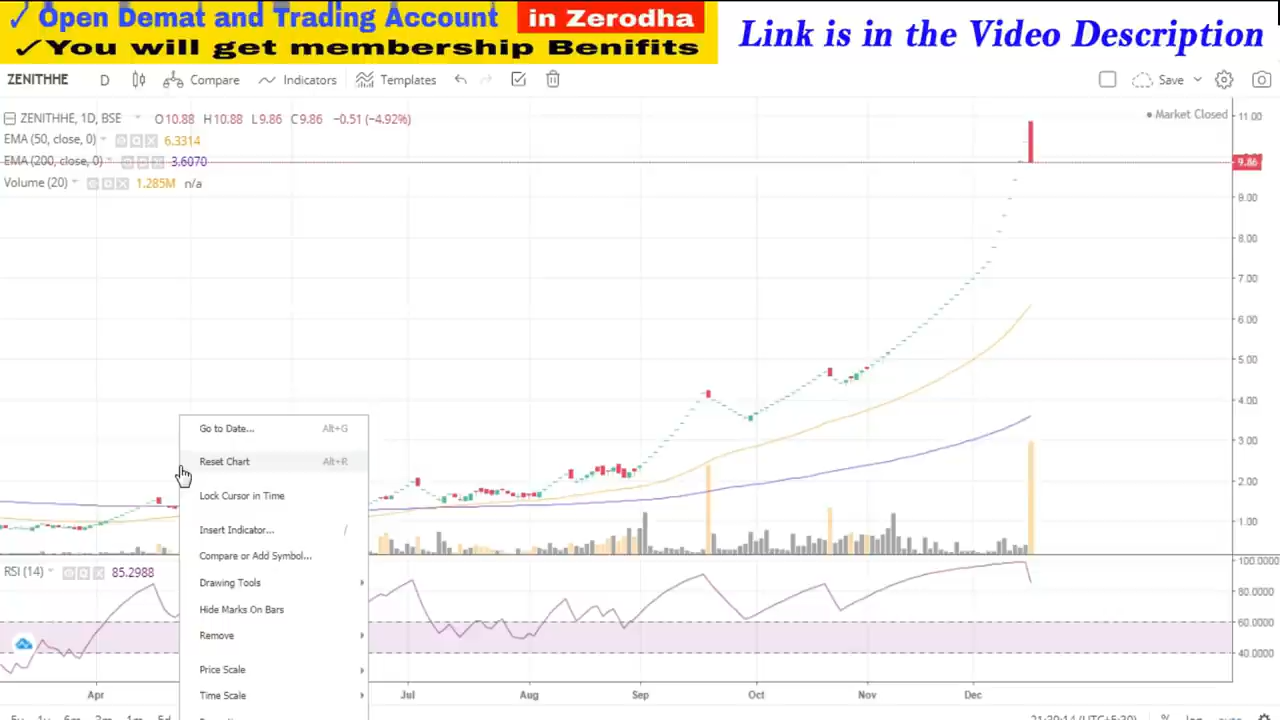 ✓ Open Demat and Trading Account in Zerodha
✓You will get membership Benifits
Link is in the Video Description
ZENITHHE D Compare Indicators Templates Save
ZENITHHE, 1D, BSE O10.88 H10.88 L9.86 C9.86 −0.51 (−4.92%)
Market Closed
EMA (50, close, 0) 6.3314
EMA (200, close, 0) 3.6070
Volume (20) 1.285M n/a
11.00
9.86
9.00
8.00
7.00
6.00
5.00
4.00
3.00
2.00
1.00
Go to Date... Alt+G
Reset Chart Alt+R
Lock Cursor in Time
Insert Indicator... /
Compare or Add Symbol...
Drawing Tools
Hide Marks On Bars
Remove
Price Scale
Time Scale
RSI (14) 85.2988
100.0000
80.0000
60.0000
40.0000
Apr Jul Aug Sep Oct Nov Dec